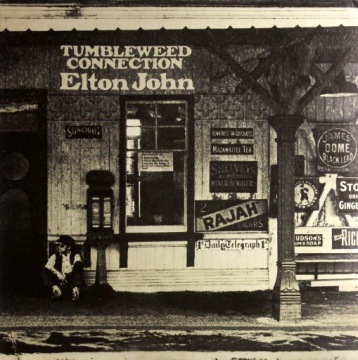 TUMBLEWEED
CONNECTION
Elton John
SUNLIGHT
MAZAWATTEE TEA
RAJAH
CIGARS
Daily Telegraph
JAMES
DOME
BLACK LEAD
STO
GINGE
HUDSON'S
SOAP
RIC